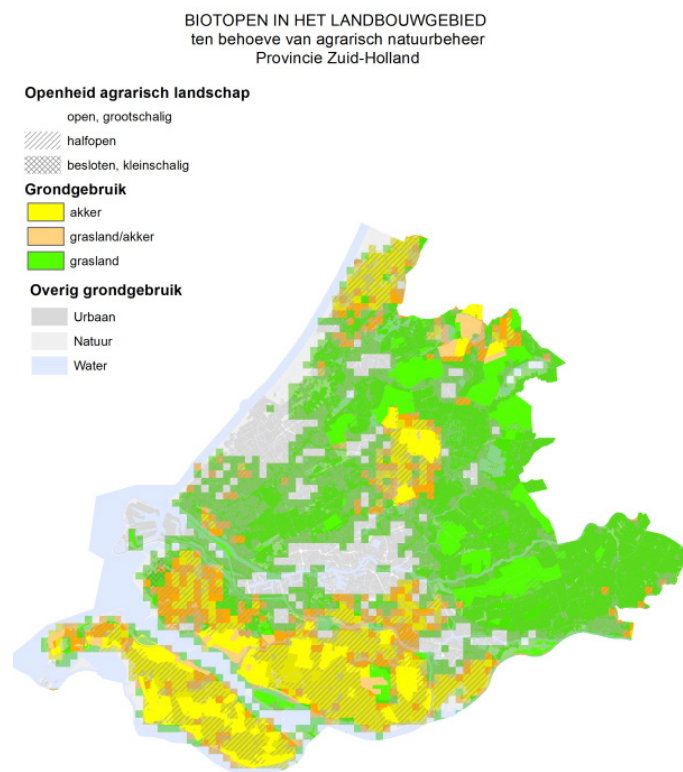 BIOTOPEN IN HET LANDBOUWGEBIED
ten behoeve van agrarisch natuurbeheer
Provincie Zuid-Holland
Openheid agrarisch landschap
open, grootschalig
halfopen
besloten, kleinschalig
Grondgebruik
akker
grasland/akker
grasland
Overig grondgebruik
Urbaan
Natuur
Water